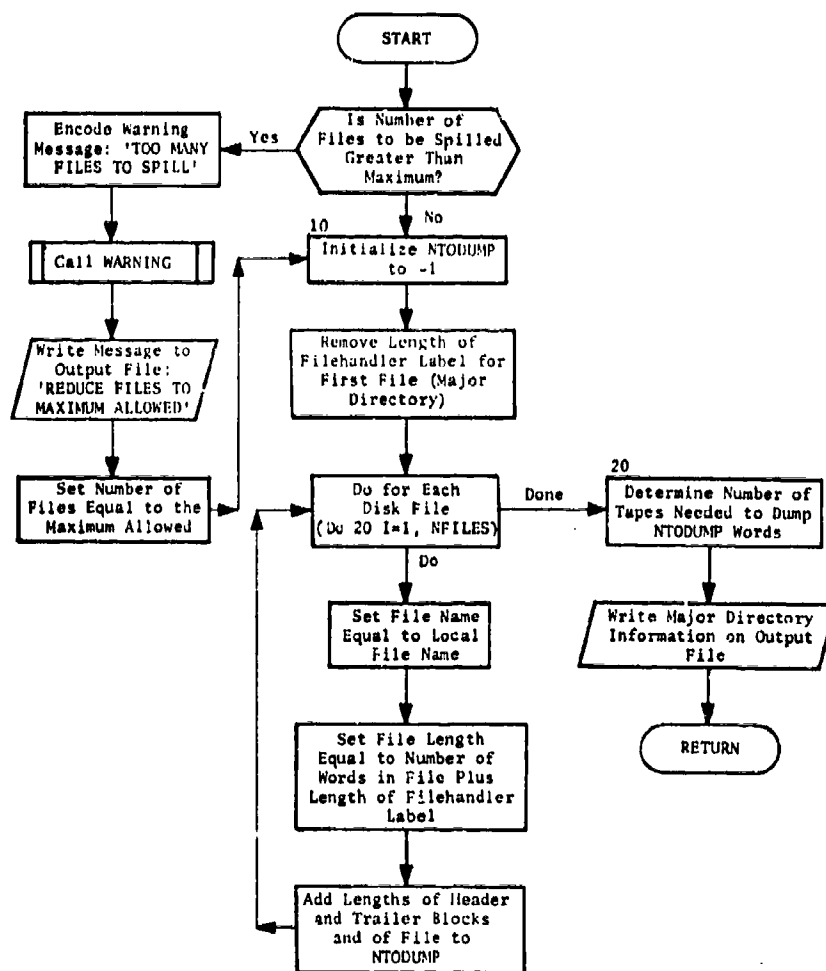 START
Is Number of
Files to be Spilled
Greater Than
Maximum?
Yes
Encode Warning
Message: 'TOO MANY
FILES TO SPILL'
Call WARNING
Write Message to
Output File:
'REDUCE FILES TO
MAXIMUM ALLOWED'
Set Number of
Files Equal to the
Maximum Allowed
No
10
Initialize NTODUMP
to -1
Remove Length of
Filehandler Label for
First File (Major
Directory)
Do for Each
Disk File
(Do 20 I=1, NFILES)
Done
Do
Set File Name
Equal to Local
File Name
Set File Length
Equal to Number of
Words in File Plus
Length of Filehandler
Label
Add Lengths of Header
and Trailer Blocks
and of File to
NTODUMP
20
Determine Number of
Tapes Needed to Dump
NTODUMP Words
Write Major Directory
Information on Output
File
RETURN